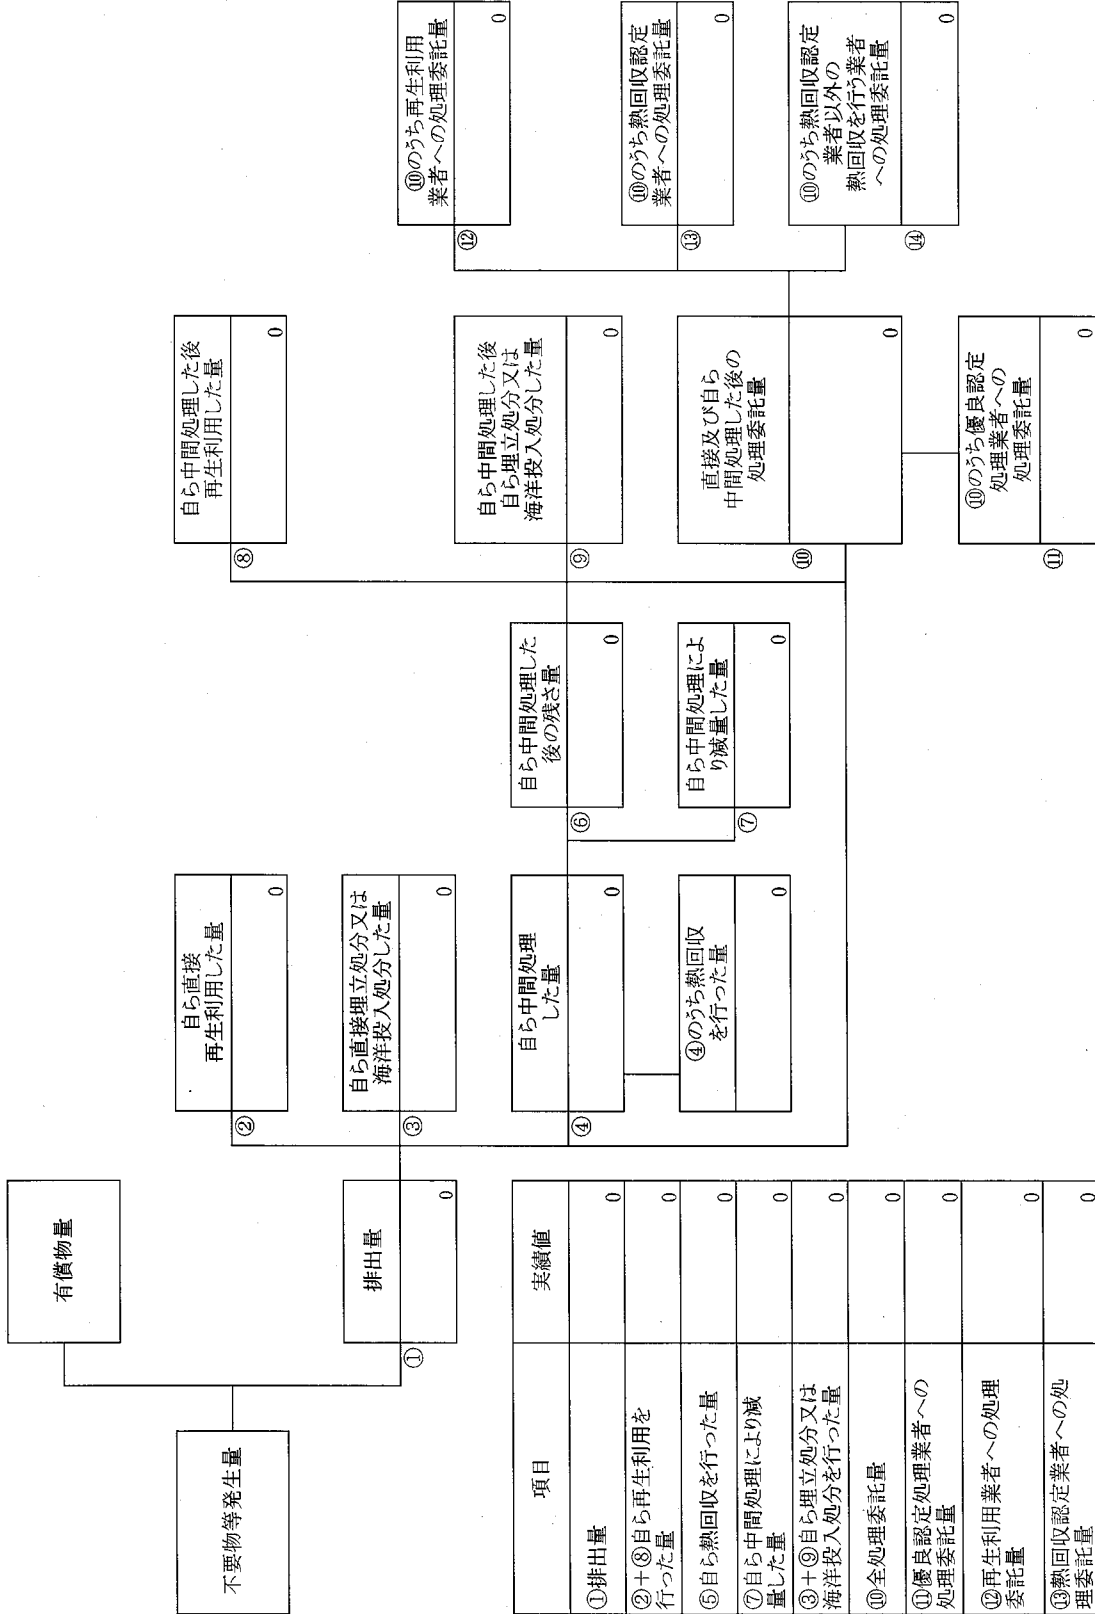 不要物等発生量
有償物量
①
排出量
0
②
自ら直接
再生利用した量
0
③
自ら直接埋立処分又は
海洋投入処分した量
0
④
自ら中間処理
した量
0
④のうち熱回収
を行った量
0
⑥
自ら中間処理した
後の残さ量
0
⑦
自ら中間処理によ
り減量した量
0
⑧
自ら中間処理した後
再生利用した量
0
⑨
自ら中間処理した後
自ら埋立処分又は
海洋投入処分した量
0
⑩
直接及び自ら
中間処理した後の
処理委託量
0
⑪
⑩のうち優良認定
処理業者への
処理委託量
0
⑫
⑩のうち再生利用
業者への処理委託量
0
⑬
⑩のうち熱回収認定
業者への処理委託量
0
⑭
⑩のうち熱回収認定
業者以外の
熱回収を行う業者
への処理委託量
0
項目 実績値
①排出量 0
②+⑧自ら再生利用を
行った量 0
⑤自ら熱回収を行った量 0
⑦自ら中間処理により減
量した量 0
③+⑨自ら埋立処分又は
海洋投入処分を行った量 0
⑩全処理委託量 0
⑪優良認定処理業者への
処理委託量 0
⑫再生利用業者への処理
委託量 0
⑬熱回収認定業者への処
理委託量 0